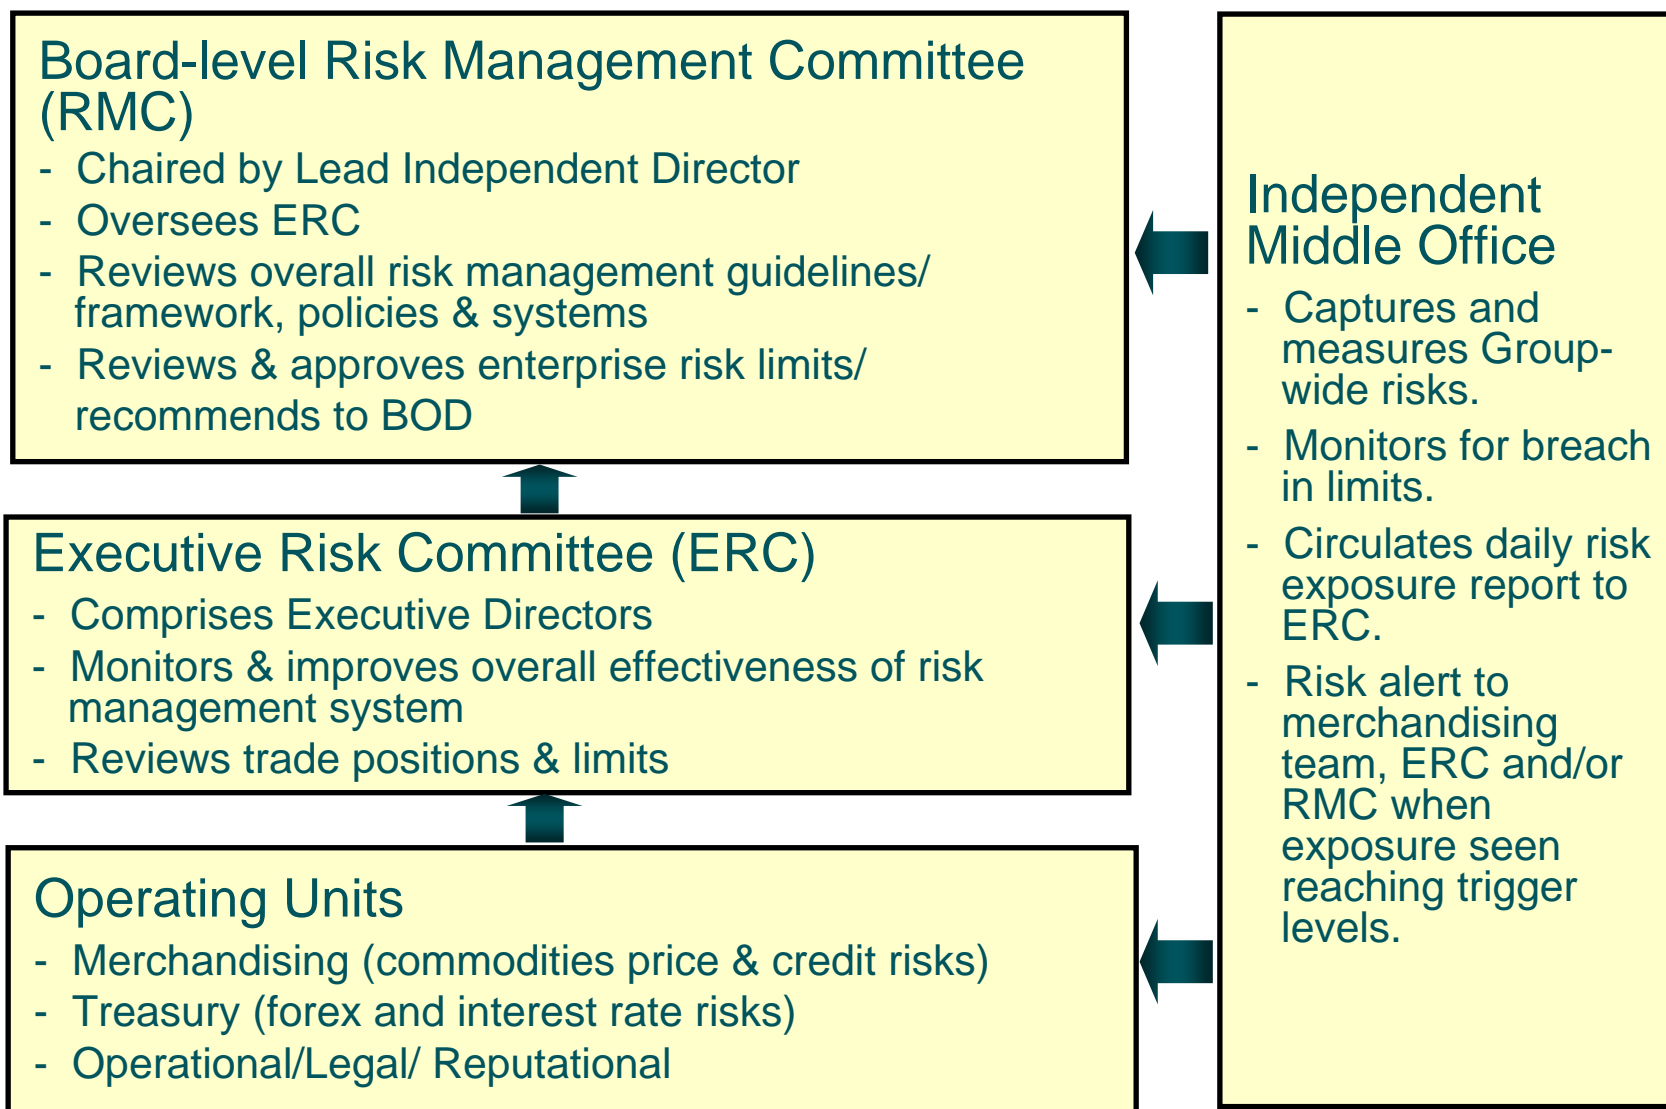 Board-level Risk Management Committee
(RMC)
- Chaired by Lead Independent Director
- Oversees ERC
- Reviews overall risk management guidelines/
framework, policies & systems
- Reviews & approves enterprise risk limits/
recommends to BOD
Executive Risk Committee (ERC)
- Comprises Executive Directors
- Monitors & improves overall effectiveness of risk
management system
- Reviews trade positions & limits
Operating Units
- Merchandising (commodities price & credit risks)
- Treasury (forex and interest rate risks)
- Operational/Legal/ Reputational
Independent
Middle Office
- Captures and
measures Group-
wide risks.
- Monitors for breach
in limits.
- Circulates daily risk
exposure report to
ERC.
- Risk alert to
merchandising
team, ERC and/or
RMC when
exposure seen
reaching trigger
levels.